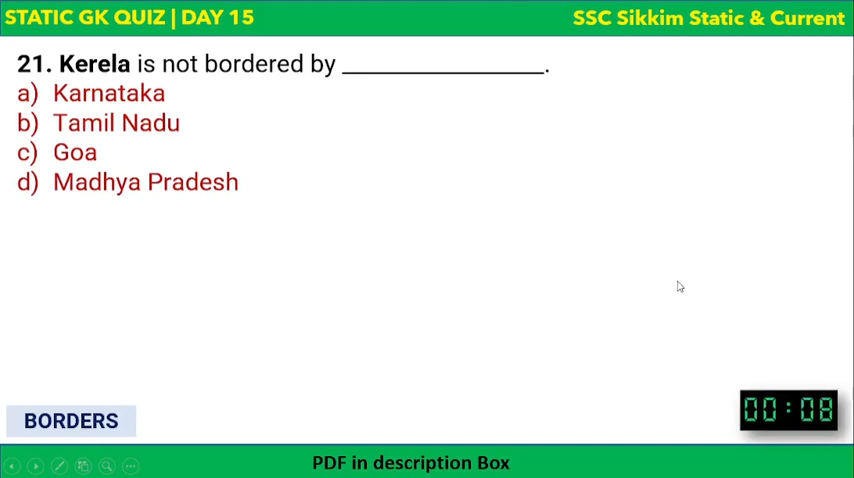 STATIC GK QUIZ | DAY 15
SSC Sikkim Static & Current
21. Kerela is not bordered by _________________.
a) Karnataka
b) Tamil Nadu
c) Goa
d) Madhya Pradesh
00:08
BORDERS
PDF in description Box